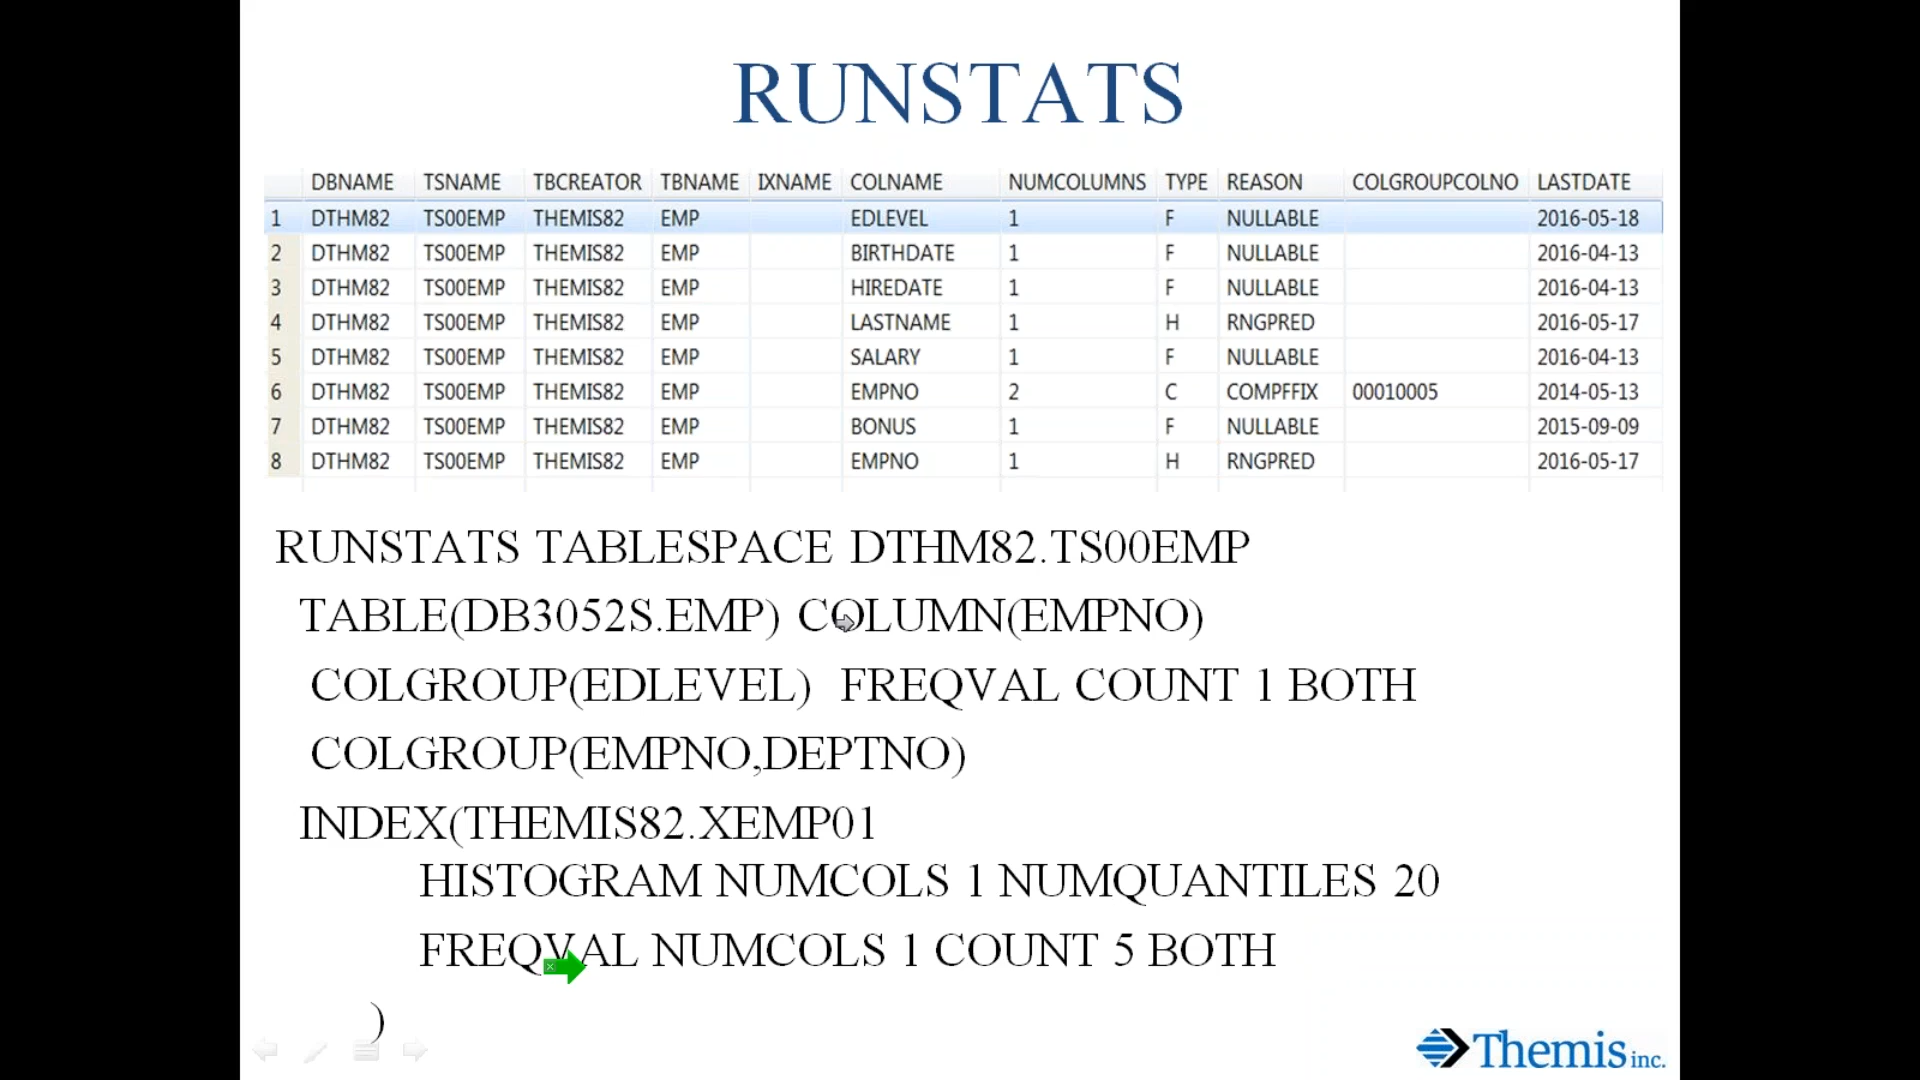 RUNSTATS
DBNAME TSNAME TBCREATOR TBNAME IXNAME COLNAME NUMCOLUMNS TYPE REASON COLGROUPCOLNO LASTDATE
1 DTHM82 TS00EMP THEMIS82 EMP EDLEVEL 1 F NULLABLE 2016-05-18
2 DTHM82 TS00EMP THEMIS82 EMP BIRTHDATE 1 F NULLABLE 2016-04-13
3 DTHM82 TS00EMP THEMIS82 EMP HIREDATE 1 F NULLABLE 2016-04-13
4 DTHM82 TS00EMP THEMIS82 EMP LASTNAME 1 H RNGPRED 2016-05-17
5 DTHM82 TS00EMP THEMIS82 EMP SALARY 1 F NULLABLE 2016-04-13
6 DTHM82 TS00EMP THEMIS82 EMP EMPNO 2 C COMPFFIX 00010005 2014-05-13
7 DTHM82 TS00EMP THEMIS82 EMP BONUS 1 F NULLABLE 2015-09-09
8 DTHM82 TS00EMP THEMIS82 EMP EMPNO 1 H RNGPRED 2016-05-17
RUNSTATS TABLESPACE DTHM82.TS00EMP
TABLE(DB3052S.EMP) COLUMN(EMPNO)
COLGROUP(EDLEVEL) FREQVAL COUNT 1 BOTH
COLGROUP(EMPNO,DEPTNO)
INDEX(THEMIS82.XEMP01
HISTOGRAM NUMCOLS 1 NUMQUANTILES 20
FREQVAL NUMCOLS 1 COUNT 5 BOTH
)
Themis inc.